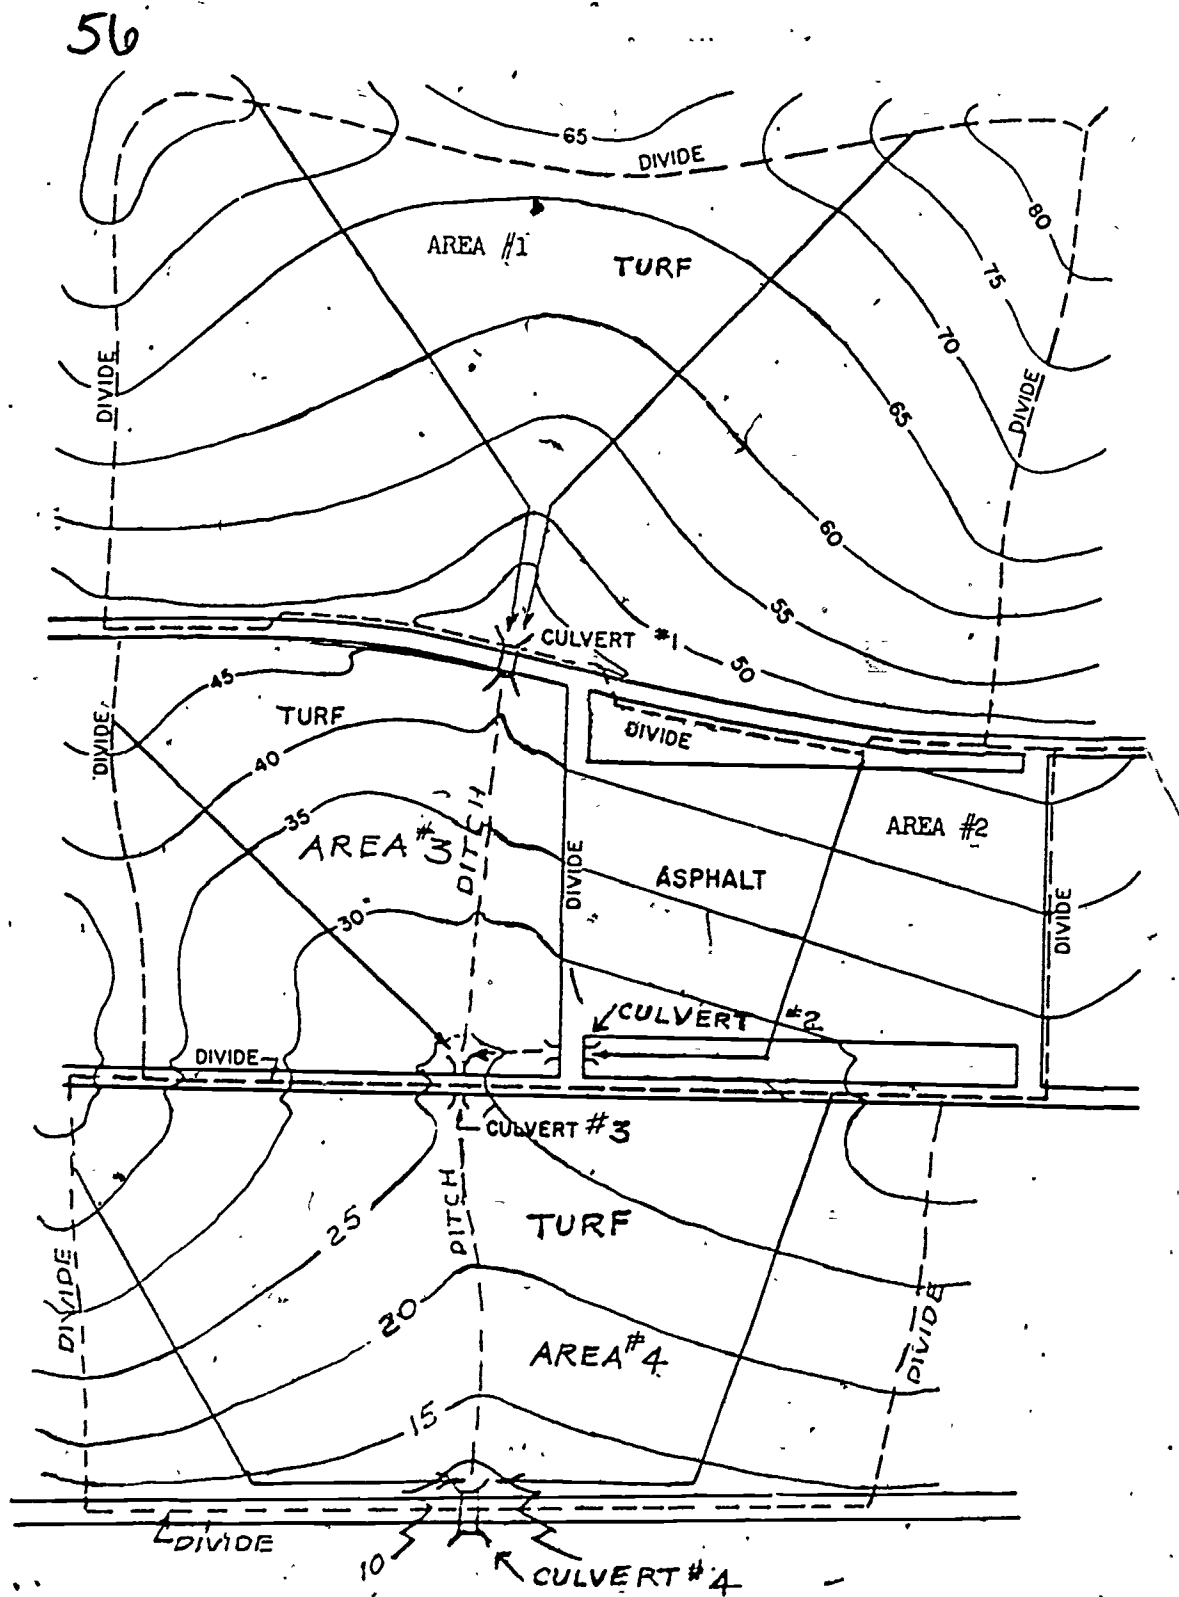 56
65
DIVIDE
80
AREA #1
TURF
75
70
DIVIDE
DIVIDE
65
60
55
CULVERT #1
50
45
TURF
DIVIDE
DIVIDE
40
35
AREA #3
DITCH
AREA #2
ASPHALT
DIVIDE
30
DIVIDE
CULVERT #2
DIVIDE
CULVERT #3
DITCH
TURF
25
DIVIDE
20
AREA #4
DIVIDE
15
DIVIDE
10
CULVERT #4